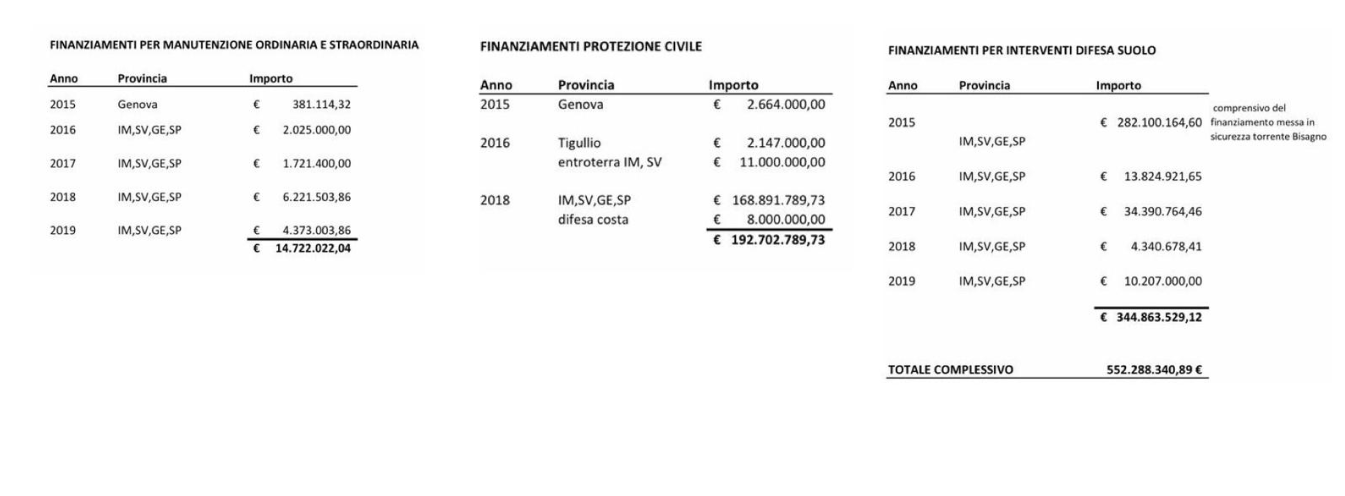 FINANZIAMENTI PER MANUTENZIONE ORDINARIA E STRAORDINARIA
Anno Provincia Importo
2015 Genova € 381.114,32
2016 IM,SV,GE,SP € 2.025.000,00
2017 IM,SV,GE,SP € 1.721.400,00
2018 IM,SV,GE,SP € 6.221.503,86
2019 IM,SV,GE,SP € 4.373.003,86
€ 14.722.022,04
FINANZIAMENTI PROTEZIONE CIVILE
Anno Provincia Importo
2015 Genova € 2.664.000,00
2016 Tigullio € 2.147.000,00
entroterra IM, SV € 11.000.000,00
2018 IM,SV,GE,SP € 168.891.789,73
difesa costa € 8.000.000,00
€ 192.702.789,73
FINANZIAMENTI PER INTERVENTI DIFESA SUOLO
Anno Provincia Importo
comprensivo del
2015 € 282.100.164,60 finanziamento messa in
sicurezza torrente Bisagno
IM,SV,GE,SP
2016 IM,SV,GE,SP € 13.824.921,65
2017 IM,SV,GE,SP € 34.390.764,46
2018 IM,SV,GE,SP € 4.340.678,41
2019 IM,SV,GE,SP € 10.207.000,00
€ 344.863.529,12
TOTALE COMPLESSIVO 552.288.340,89 €